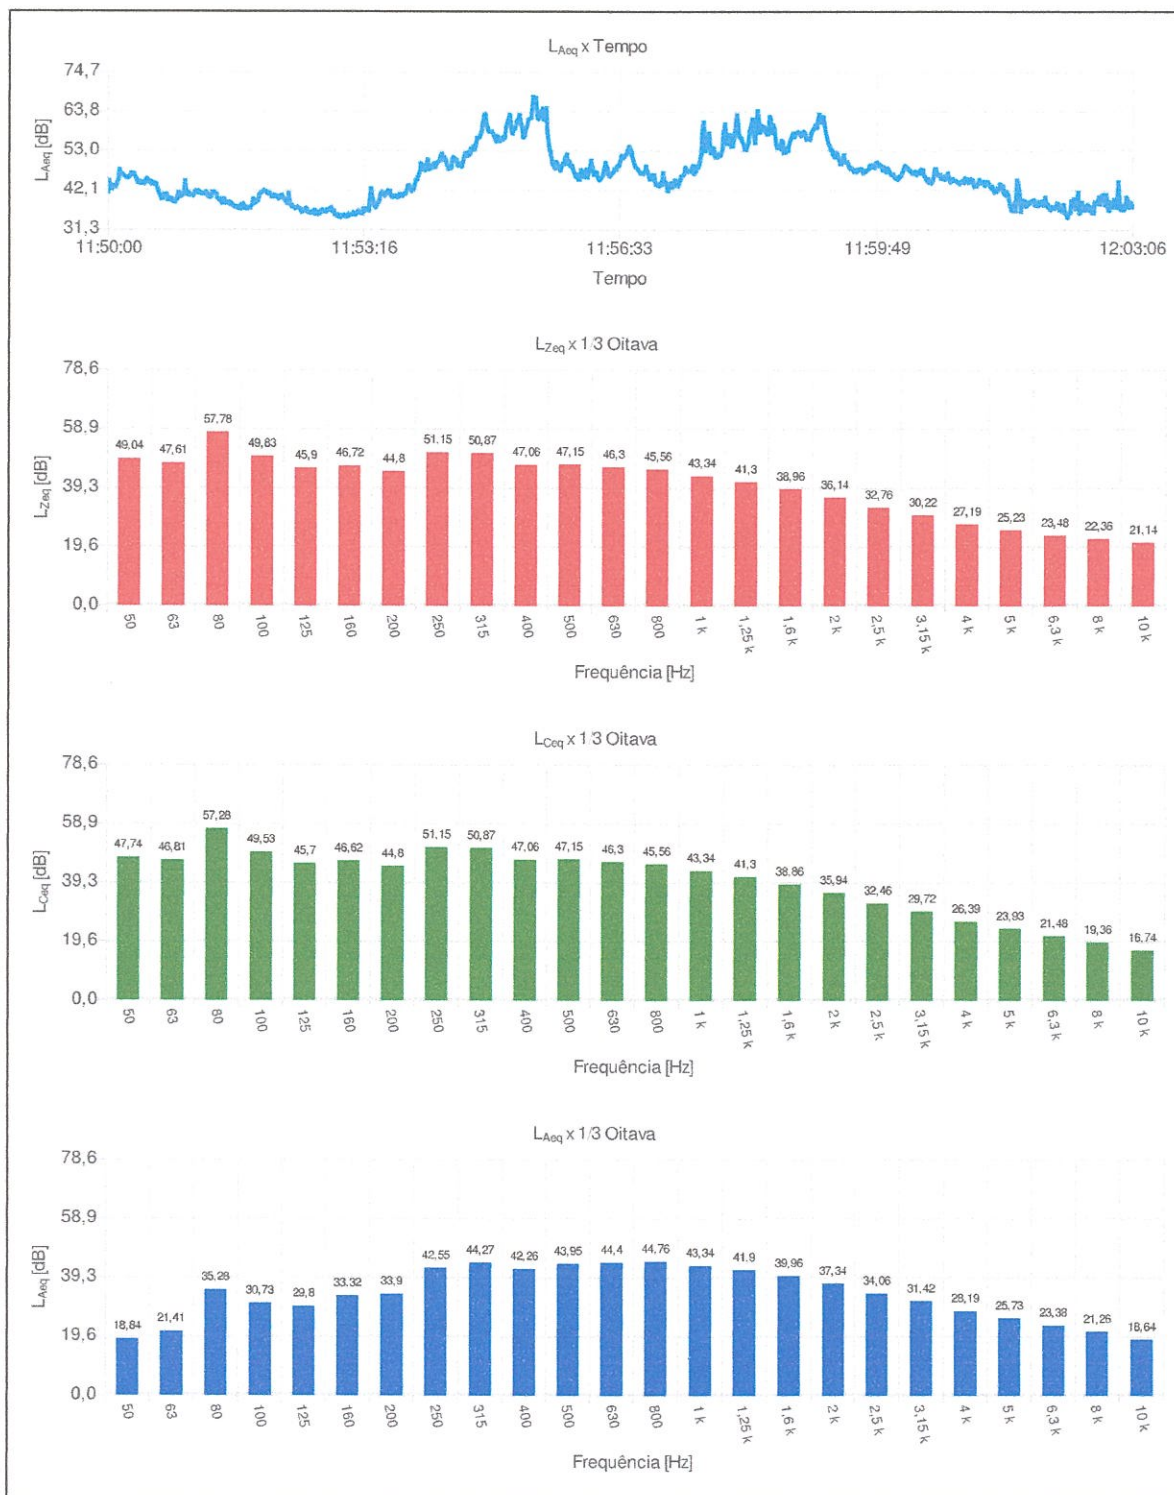 LAeq x Tempo
74,7
63,8
53,0
42,1
31,3
LAeq [dB]
11:50:00 11:53:16 11:56:33 11:59:49 12:03:06
Tempo
LZeq x 1/3 Oitava
78,6
58,9
39,3
19,6
0,0
LZeq [dB]
49,04 47,61 57,78 49,83 45,9 46,72 44,8 51,15 50,87 47,06 47,15 46,3 45,56 43,34 41,3 38,96 36,14 32,76 30,22 27,19 25,23 23,48 22,36 21,14
50 63 80 100 125 160 200 250 315 400 500 630 800 1 k 1,25 k 1,6 k 2 k 2,5 k 3,15 k 4 k 5 k 6,3 k 8 k 10 k
Frequência [Hz]
LCeq x 1/3 Oitava
78,6
58,9
39,3
19,6
0,0
LCeq [dB]
47,74 46,81 57,28 49,53 45,7 46,62 44,8 51,15 50,87 47,06 47,15 46,3 45,56 43,34 41,3 38,86 35,94 32,46 29,72 26,39 23,93 21,48 19,36 16,74
50 63 80 100 125 160 200 250 315 400 500 630 800 1 k 1,25 k 1,6 k 2 k 2,5 k 3,15 k 4 k 5 k 6,3 k 8 k 10 k
Frequência [Hz]
LAeq x 1/3 Oitava
78,6
58,9
39,3
19,6
0,0
LAeq [dB]
18,84 21,41 35,28 30,73 29,8 33,32 33,9 42,55 44,27 42,26 43,95 44,4 44,76 43,34 41,9 39,96 37,34 34,06 31,42 28,19 25,73 23,38 21,26 18,64
50 63 80 100 125 160 200 250 315 400 500 630 800 1 k 1,25 k 1,6 k 2 k 2,5 k 3,15 k 4 k 5 k 6,3 k 8 k 10 k
Frequência [Hz]